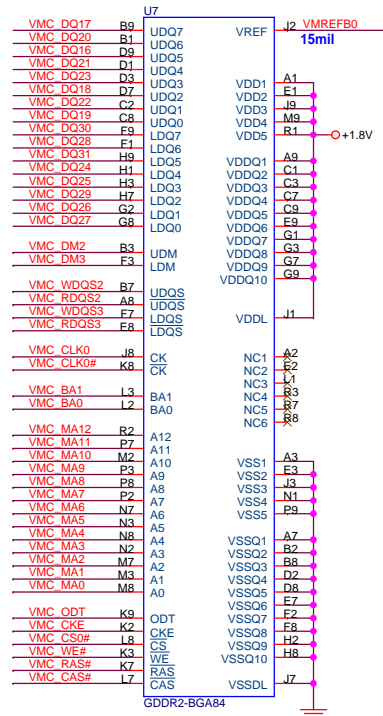 U7
VMC_DQ17 B9 UDQ7
VMC_DQ20 B1 UDQ6
VMC_DQ16 D9 UDQ5
VMC_DQ21 D1 UDQ4
VMC_DQ23 D3 UDQ3
VMC_DQ18 D7 UDQ2
VMC_DQ22 C2 UDQ1
VMC_DQ19 C8 UDQ0
VMC_DQ30 F9 LDQ7
VMC_DQ28 F1 LDQ6
VMC_DQ31 H9 LDQ5
VMC_DQ24 H1 LDQ4
VMC_DQ25 H3 LDQ3
VMC_DQ29 H7 LDQ2
VMC_DQ26 G2 LDQ1
VMC_DQ27 G8 LDQ0
VMC_DM2 B3 UDM
VMC_DM3 F3 LDM
VMC_WDQS2 B7 UDQS
VMC_RDQS2 A8 UDQS
VMC_WDQS3 F7 LDQS
VMC_RDQS3 E8 LDQS
VMC_CLK0 J8 CK
VMC_CLK0# K8 CK
VMC_BA1 L3 BA1
VMC_BA0 L2 BA0
VMC_MA12 R2 A12
VMC_MA11 P7 A11
VMC_MA10 M2 A10
VMC_MA9 P3 A9
VMC_MA8 P8 A8
VMC_MA7 P2 A7
VMC_MA6 N7 A6
VMC_MA5 N3 A5
VMC_MA4 N8 A4
VMC_MA3 N2 A3
VMC_MA2 M7 A2
VMC_MA1 M3 A1
VMC_MA0 M8 A0
VMC_ODT K9 ODT
VMC_CKE K2 CKE
VMC_CS0# L8 CS
VMC_WE# K3 WE
VMC_RAS# K7 RAS
VMC_CAS# L7 CAS
VREF J2 VMREFB0
15mil
VDD1 A1
VDD2 E1
VDD3 J9
VDD4 M9
VDD5 R1
+1.8V
VDDQ1 A9
VDDQ2 C1
VDDQ3 C3
VDDQ4 C7
VDDQ5 C9
VDDQ6 E9
VDDQ7 G1
VDDQ8 G3
VDDQ9 G7
VDDQ10 G9
VDDL J1
NC1 A2
NC2 E2
NC3 L1
NC4 R3
NC5 R7
NC6 R8
VSS1 A3
VSS2 E3
VSS3 J3
VSS4 N1
VSS5 P9
VSSQ1 A7
VSSQ2 B2
VSSQ3 B8
VSSQ4 D2
VSSQ5 D8
VSSQ6 E7
VSSQ7 F2
VSSQ8 F8
VSSQ9 H2
VSSQ10 H8
VSSDL J7
GDDR2-BGA84